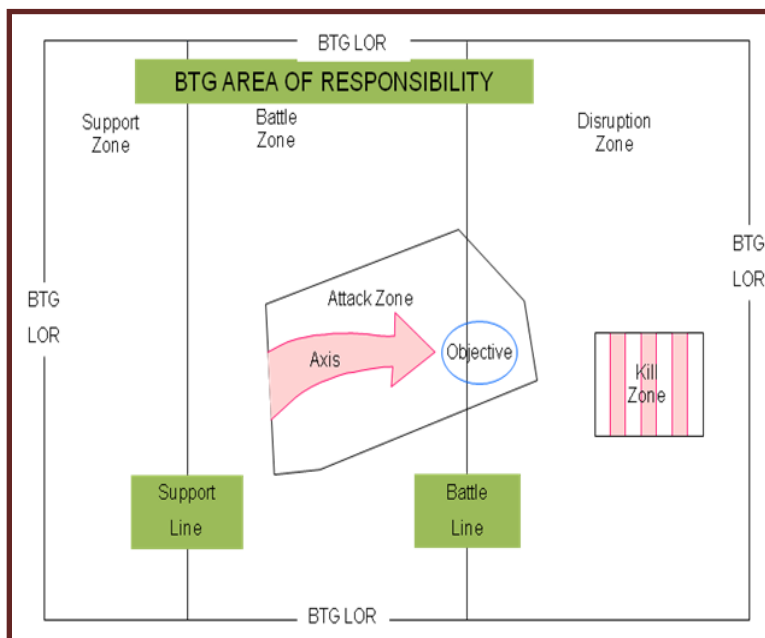 BTG LOR
BTG AREA OF RESPONSIBILITY
Support
Zone
Battle
Zone
Disruption
Zone
BTG
LOR
BTG
LOR
Attack Zone
Axis
Objective
Kill
Zone
Support
Line
Battle
Line
BTG LOR